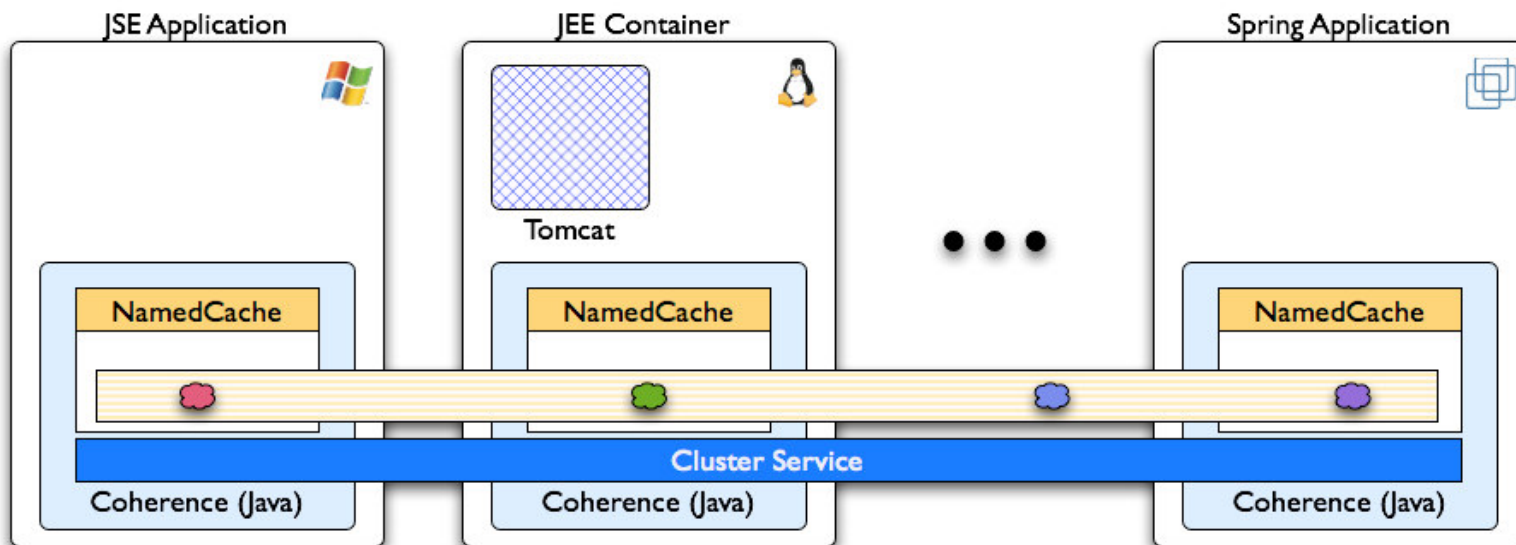 JSE Application
JEE Container
Spring Application
Tomcat
NamedCache
NamedCache
NamedCache
Cluster Service
Coherence (Java)
Coherence (Java)
Coherence (Java)